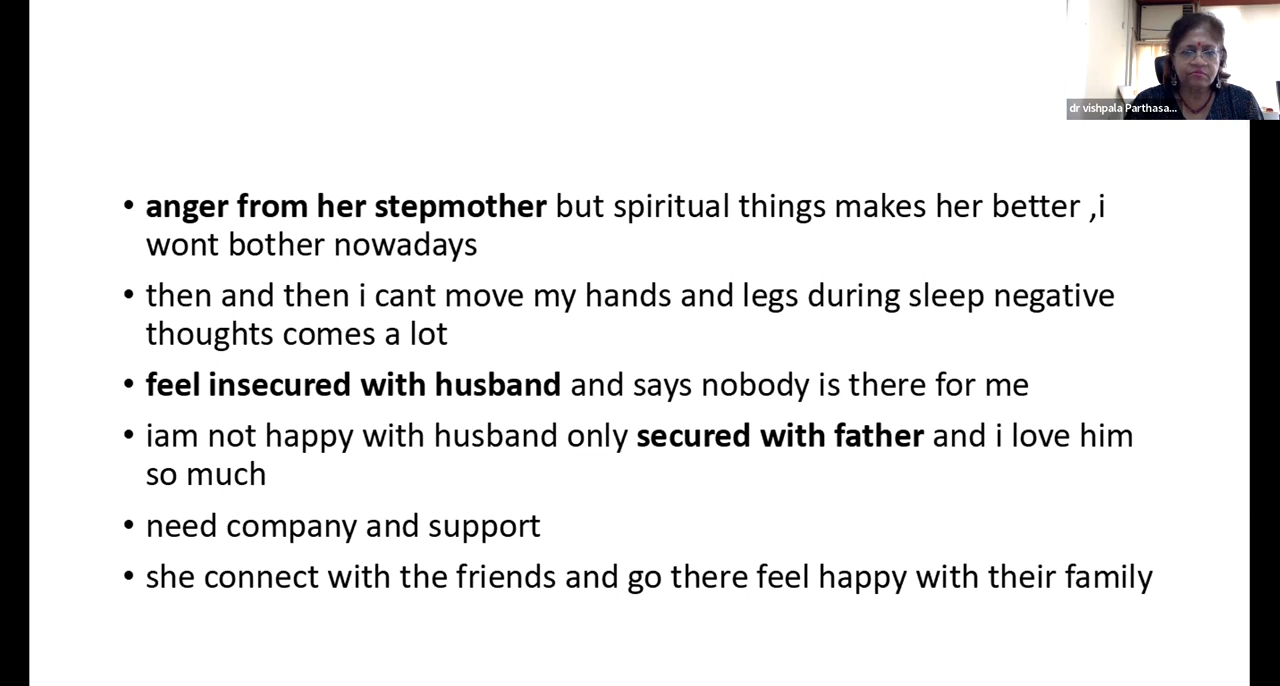 dr vishpala Parthasa...
• anger from her stepmother but spiritual things makes her better ,i
wont bother nowadays
• then and then i cant move my hands and legs during sleep negative
thoughts comes a lot
• feel insecured with husband and says nobody is there for me
• iam not happy with husband only secured with father and i love him
so much
• need company and support
• she connect with the friends and go there feel happy with their family